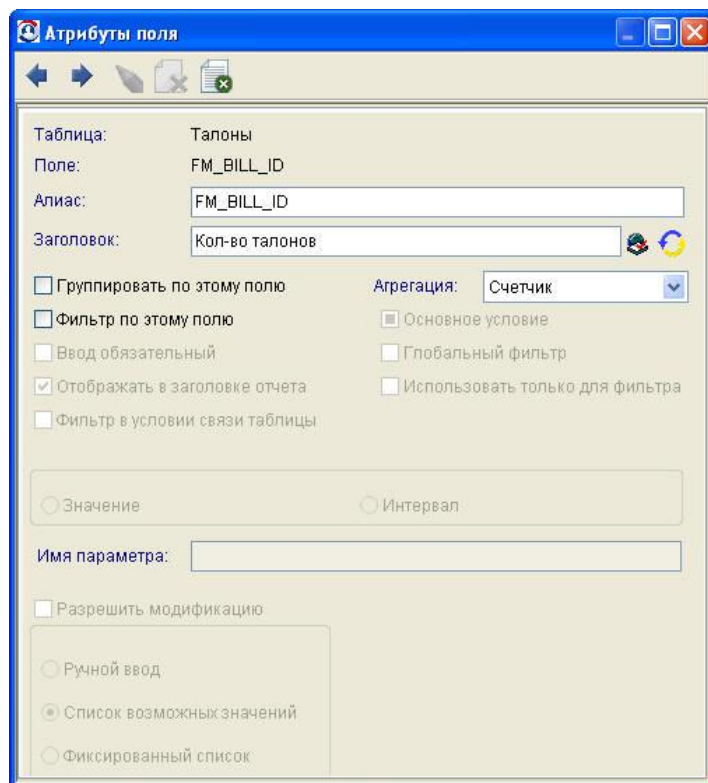 Атрибуты поля
Таблица: Талоны
Поле: FM_BILL_ID
Алиас: FM_BILL_ID
Заголовок: Кол-во талонов
Группировать по этому полю Агрегация: Счетчик
Фильтр по этому полю Основное условие
Ввод обязательный Глобальный фильтр
Отображать в заголовке отчета Использовать только для фильтра
Фильтр в условии связи таблицы
Значение Интервал
Имя параметра:
Разрешить модификацию
Ручной ввод
Список возможных значений
Фиксированный список